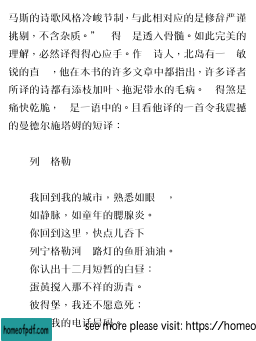 马斯的诗歌风格冷峻节制，与此相对应的是修辞严谨
挑剔，不含杂质。” 得 是透入骨髓。如此完美的
理解，必然译得得心应手。作 诗人，北岛有一 敏
锐的直 ，他在本书的许多文章中都指出，许多译者
所译的诗都有添枝加叶、拖泥带水的毛病。 得煞是
痛快乾脆， 是一语中的。且看他译的一首令我震撼
的曼德尔施塔姆的短译：
列 格勒
我回到我的城市，熟悉如眼 ，
如静脉，如童年的腮腺炎。
你回到这里，快点儿吞下
列宁格勒河 路灯的鱼肝油油。
你认出十二月短暂的白昼：
蛋黄搅入那不祥的沥青。
彼得堡，我还不愿意死：
我的电话号码
homeofpdf.com
see more please visit: https://homeo